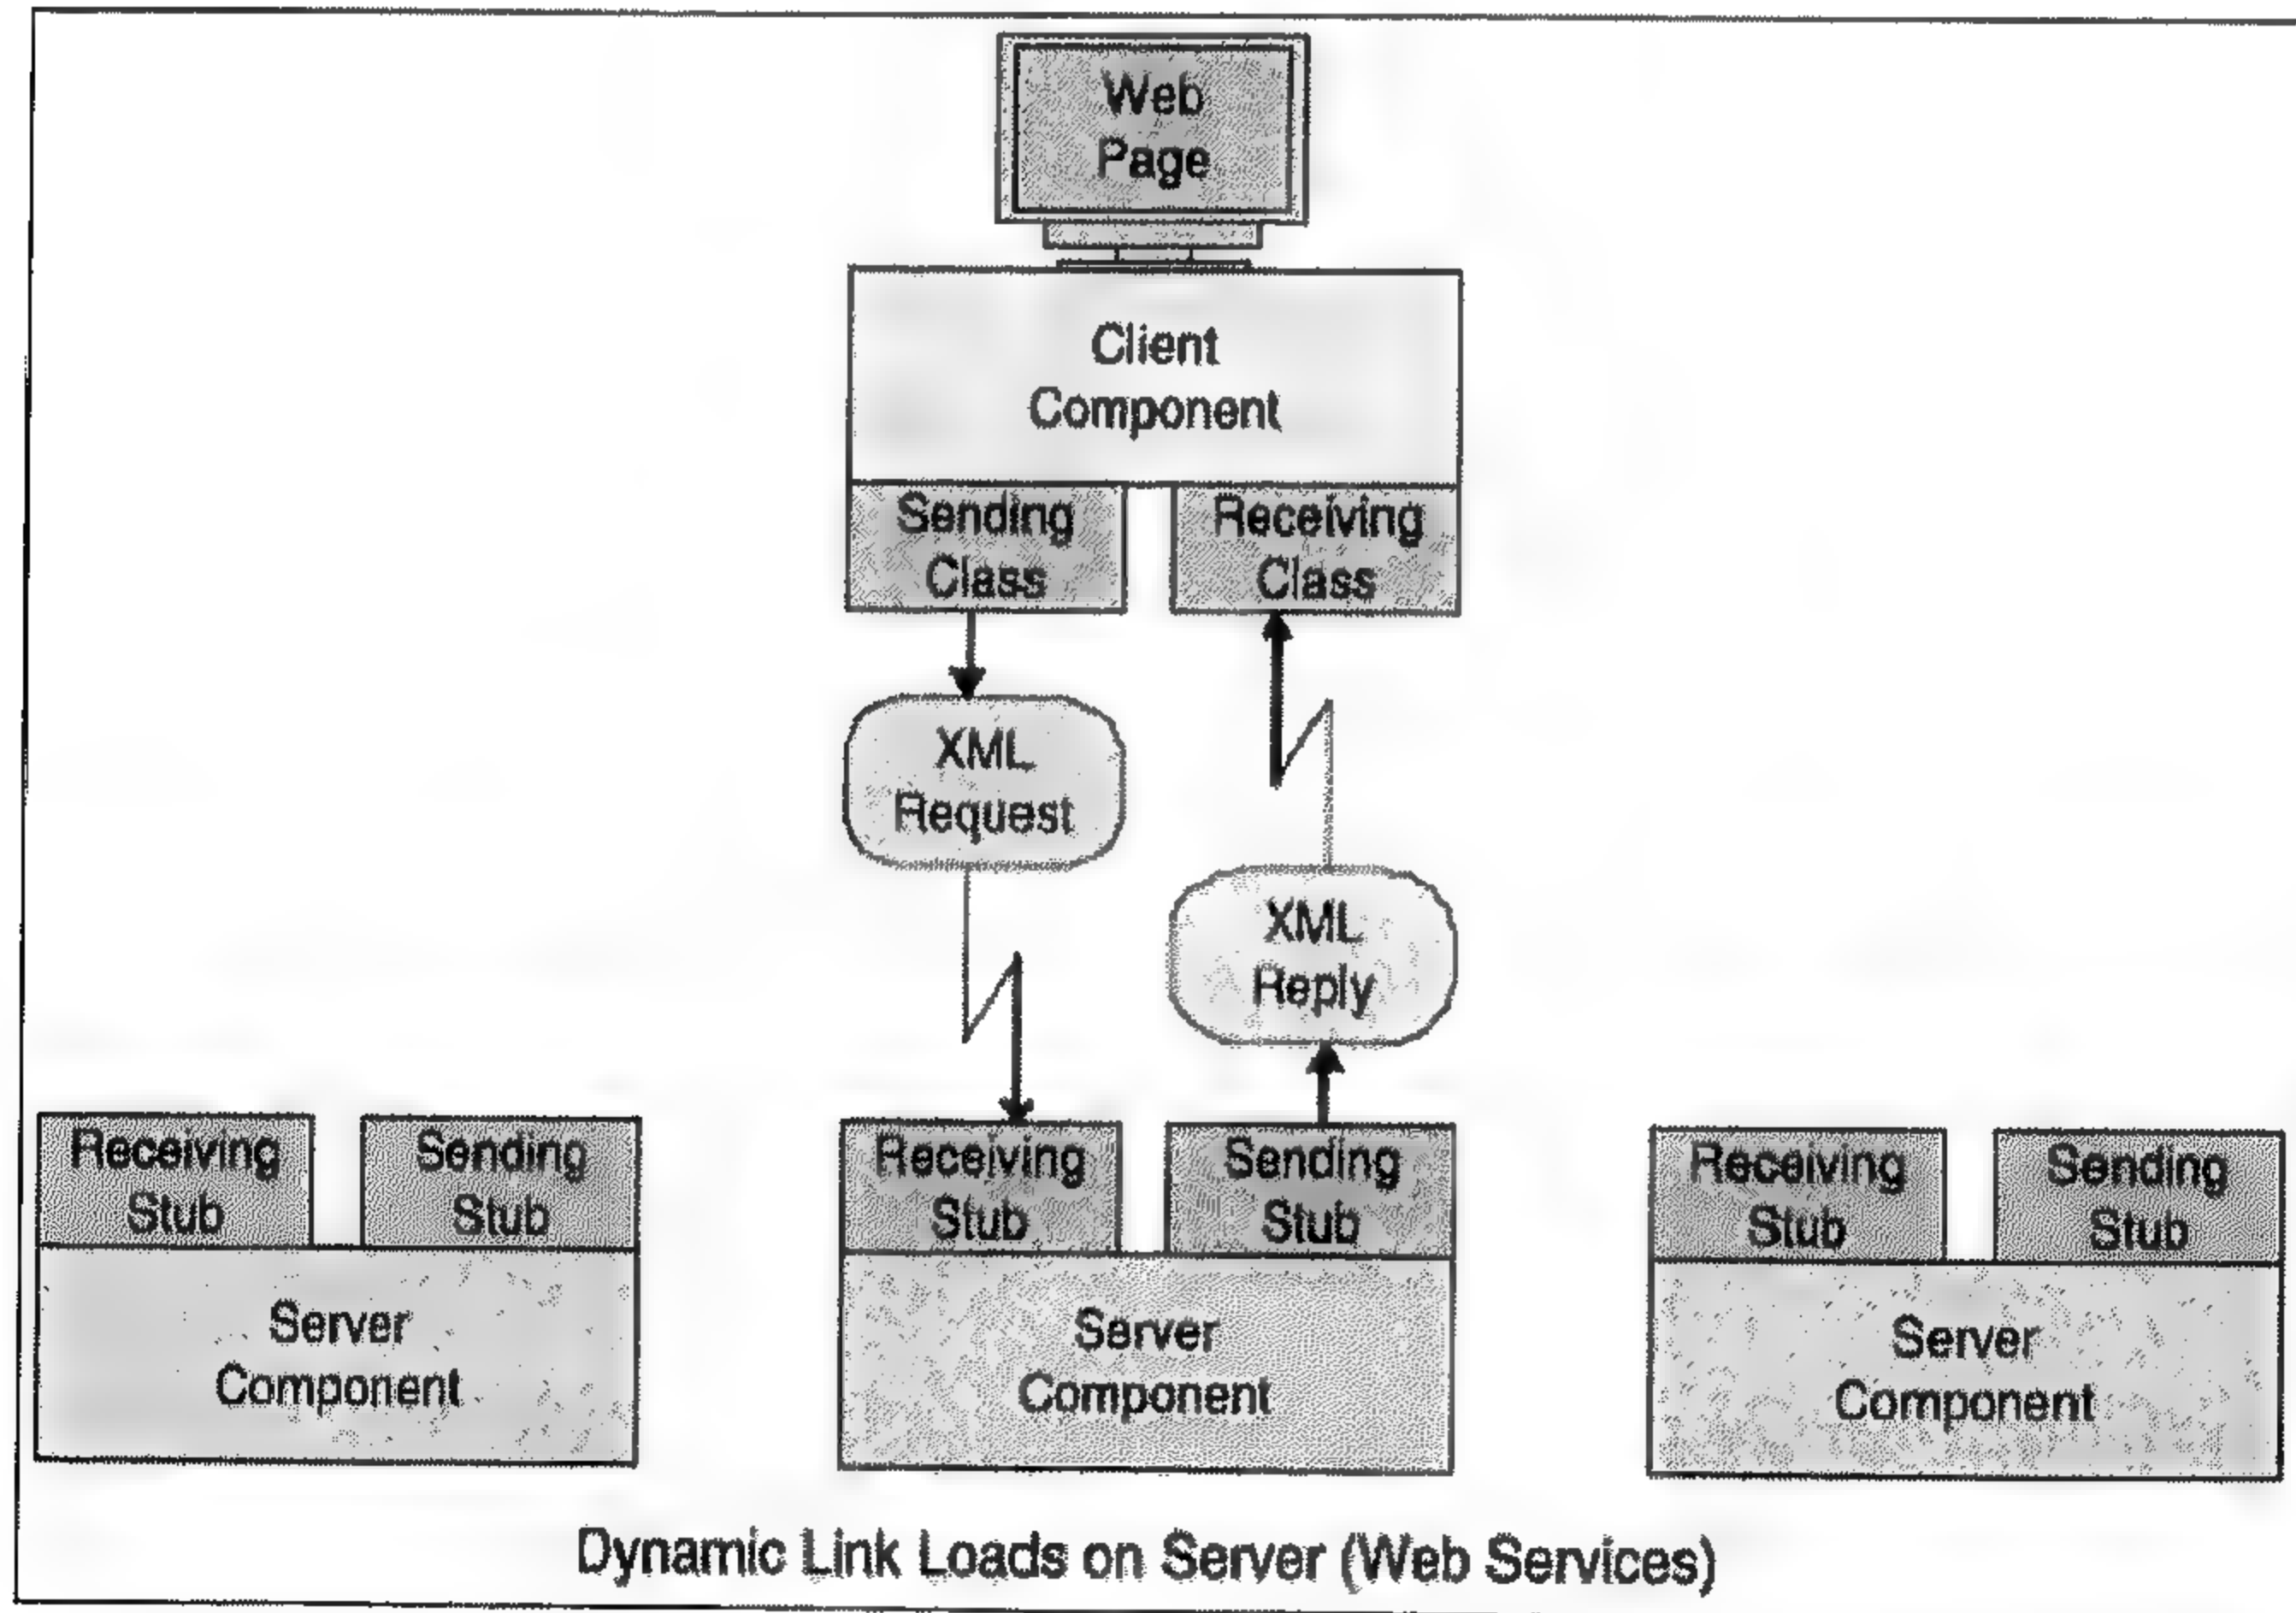 Web
Page
Client
Component
Sending
Class
Receiving
Class
XML
Request
XML
Reply
Receiving
Stub
Sending
Stub
Server
Component
Receiving
Stub
Sending
Stub
Server
Component
Receiving
Stub
Sending
Stub
Server
Component
Dynamic Link Loads on Server (Web Services)